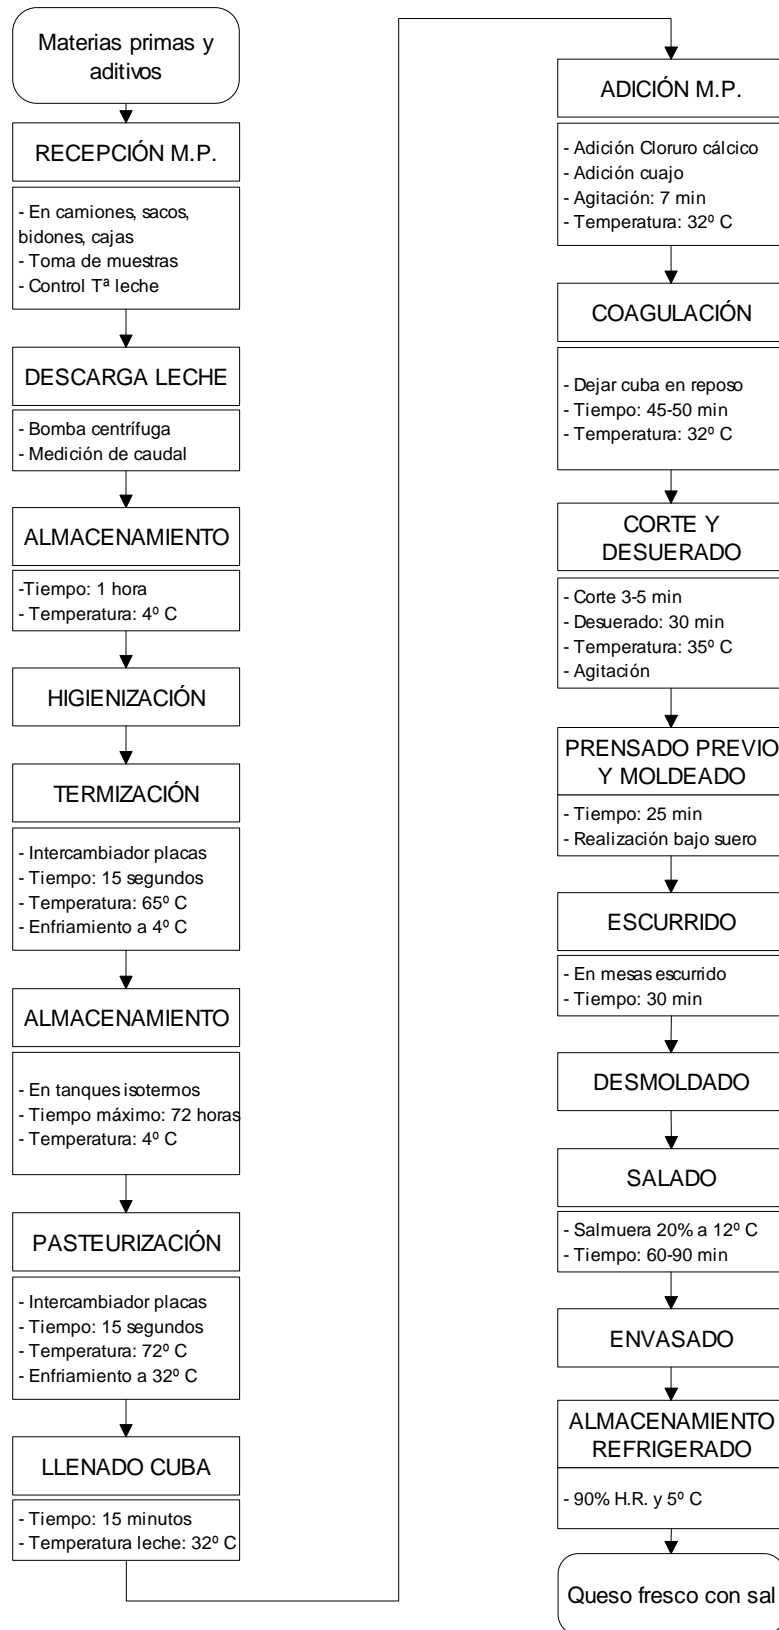 Materias primas y
aditivos
RECEPCIÓN M.P.
- En camiones, sacos,
bidones, cajas
- Toma de muestras
- Control Tª leche
DESCARGA LECHE
- Bomba centrífuga
- Medición de caudal
ALMACENAMIENTO
-Tiempo: 1 hora
- Temperatura: 4º C
HIGIENIZACIÓN
TERMIZACIÓN
- Intercambiador placas
- Tiempo: 15 segundos
- Temperatura: 65º C
- Enfriamiento a 4º C
ALMACENAMIENTO
- En tanques isotermos
- Tiempo máximo: 72 horas
- Temperatura: 4º C
PASTEURIZACIÓN
- Intercambiador placas
- Tiempo: 15 segundos
- Temperatura: 72º C
- Enfriamiento a 32º C
LLENADO CUBA
- Tiempo: 15 minutos
- Temperatura leche: 32º C
ADICIÓN M.P.
- Adición Cloruro cálcico
- Adición cuajo
- Agitación: 7 min
- Temperatura: 32º C
COAGULACIÓN
- Dejar cuba en reposo
- Tiempo: 45-50 min
- Temperatura: 32º C
CORTE Y
DESUERADO
- Corte 3-5 min
- Desuerado: 30 min
- Temperatura: 35º C
- Agitación
PRENSADO PREVIO
Y MOLDEADO
- Tiempo: 25 min
- Realización bajo suero
ESCURRIDO
- En mesas escurrido
- Tiempo: 30 min
DESMOLDADO
SALADO
- Salmuera 20% a 12º C
- Tiempo: 60-90 min
ENVASADO
ALMACENAMIENTO
REFRIGERADO
- 90% H.R. y 5º C
Queso fresco con sal